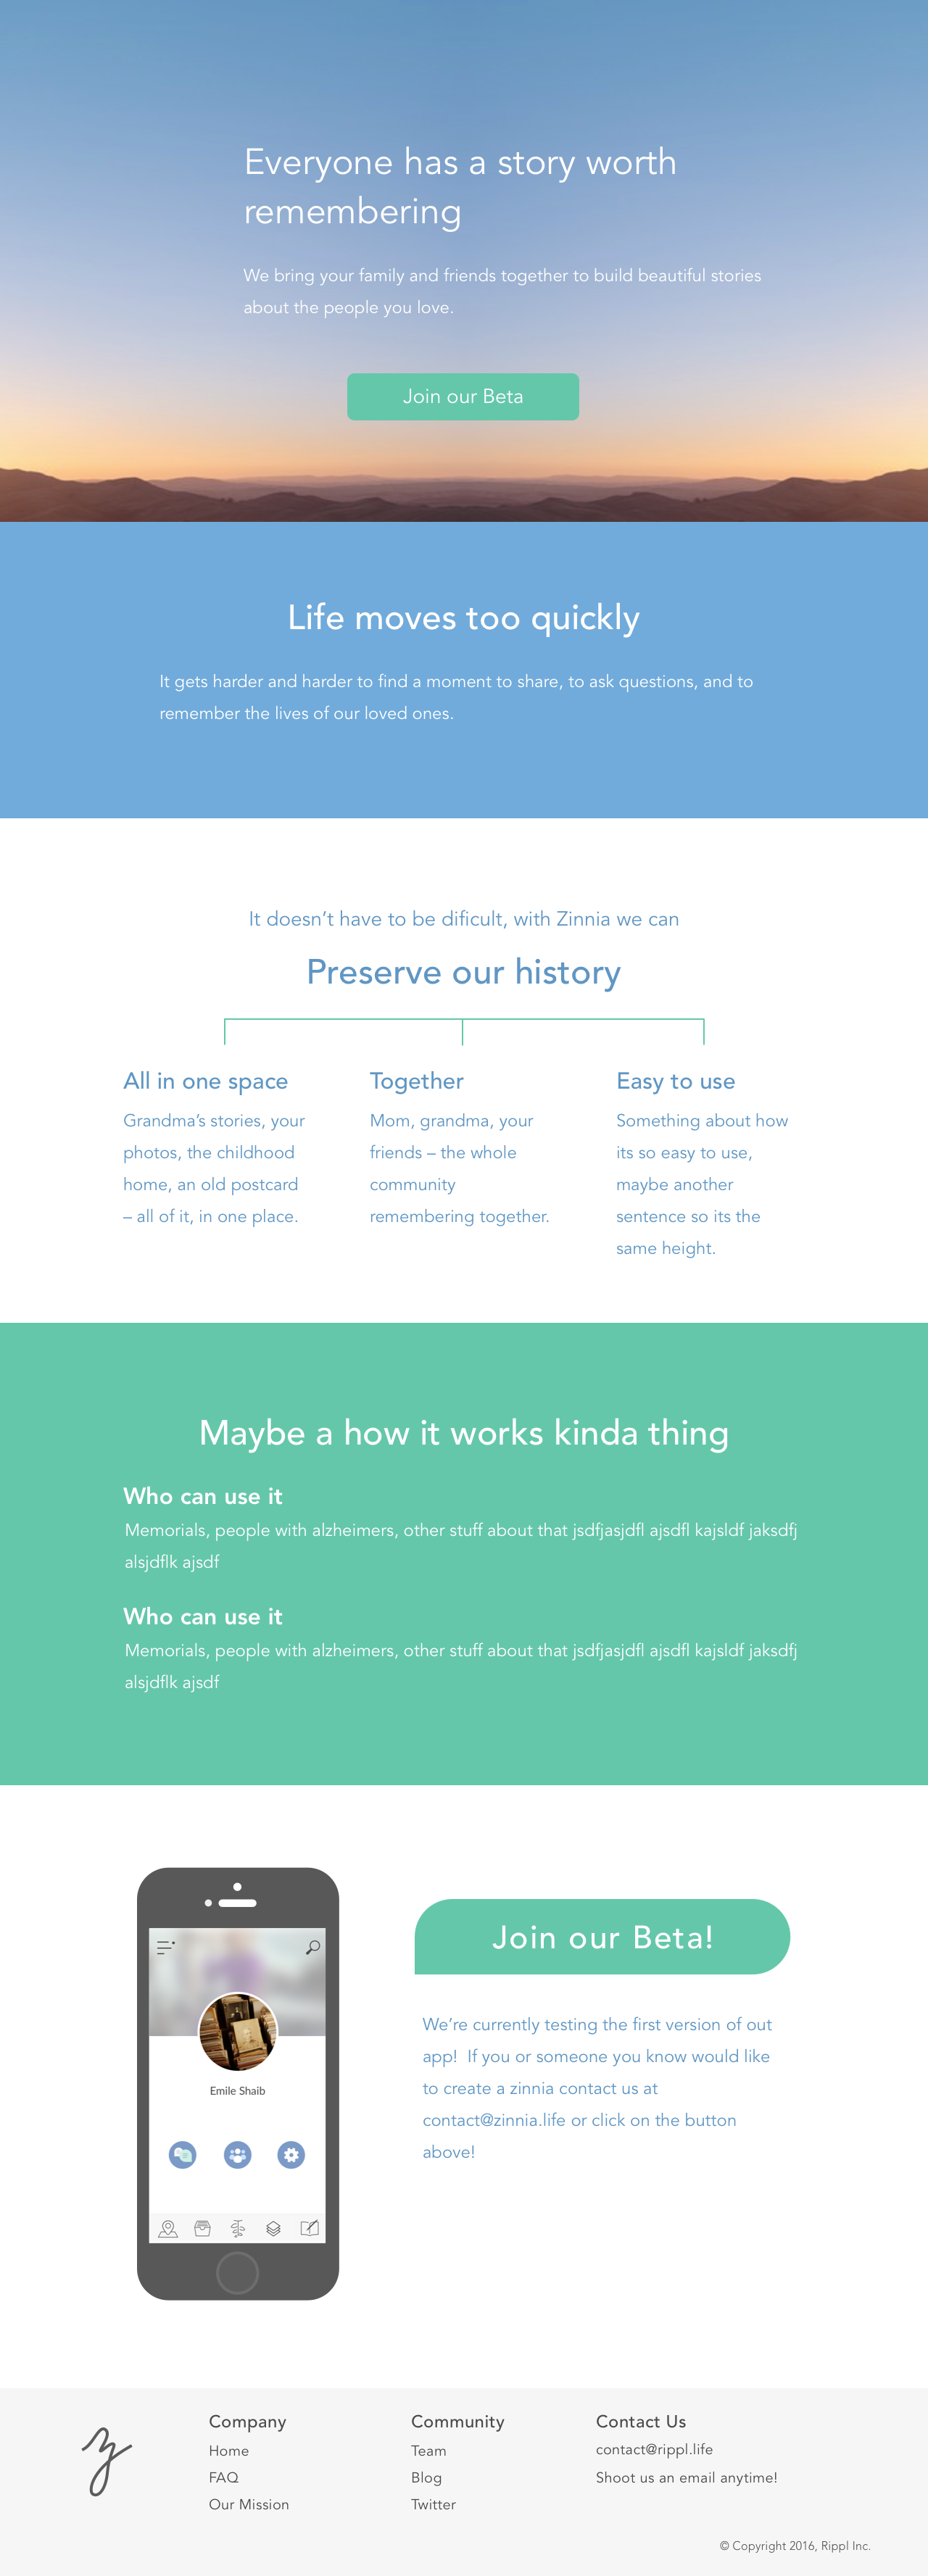 Everyone has a story worth
remembering
We bring your family and friends together to build beautiful stories
about the people you love.
Join our Beta
Life moves too quickly
It gets harder and harder to find a moment to share, to ask questions, and to
remember the lives of our loved ones.
It doesn’t have to be dificult, with Zinnia we can
Preserve our history
All in one space
Grandma’s stories, your
photos, the childhood
home, an old postcard
– all of it, in one place.
Together
Mom, grandma, your
friends – the whole
community
remembering together.
Easy to use
Something about how
its so easy to use,
maybe another
sentence so its the
same height.
Maybe a how it works kinda thing
Who can use it
Memorials, people with alzheimers, other stuff about that jsdfjasjdfl ajsdfl kajsldf jaksdfj
alsjdflk ajsdf
Who can use it
Memorials, people with alzheimers, other stuff about that jsdfjasjdfl ajsdfl kajsldf jaksdfj
alsjdflk ajsdf
Emile Shaib
Join our Beta!
We’re currently testing the first version of out
app!  If you or someone you know would like
to create a zinnia contact us at
contact@zinnia.life or click on the button
above!
z
Company
Home
FAQ
Our Mission
Community
Team
Blog
Twitter
Contact Us
contact@rippl.life
Shoot us an email anytime!
© Copyright 2016, Rippl Inc.